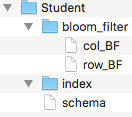 Student
bloom_filter
col_BF
row_BF
index
schema